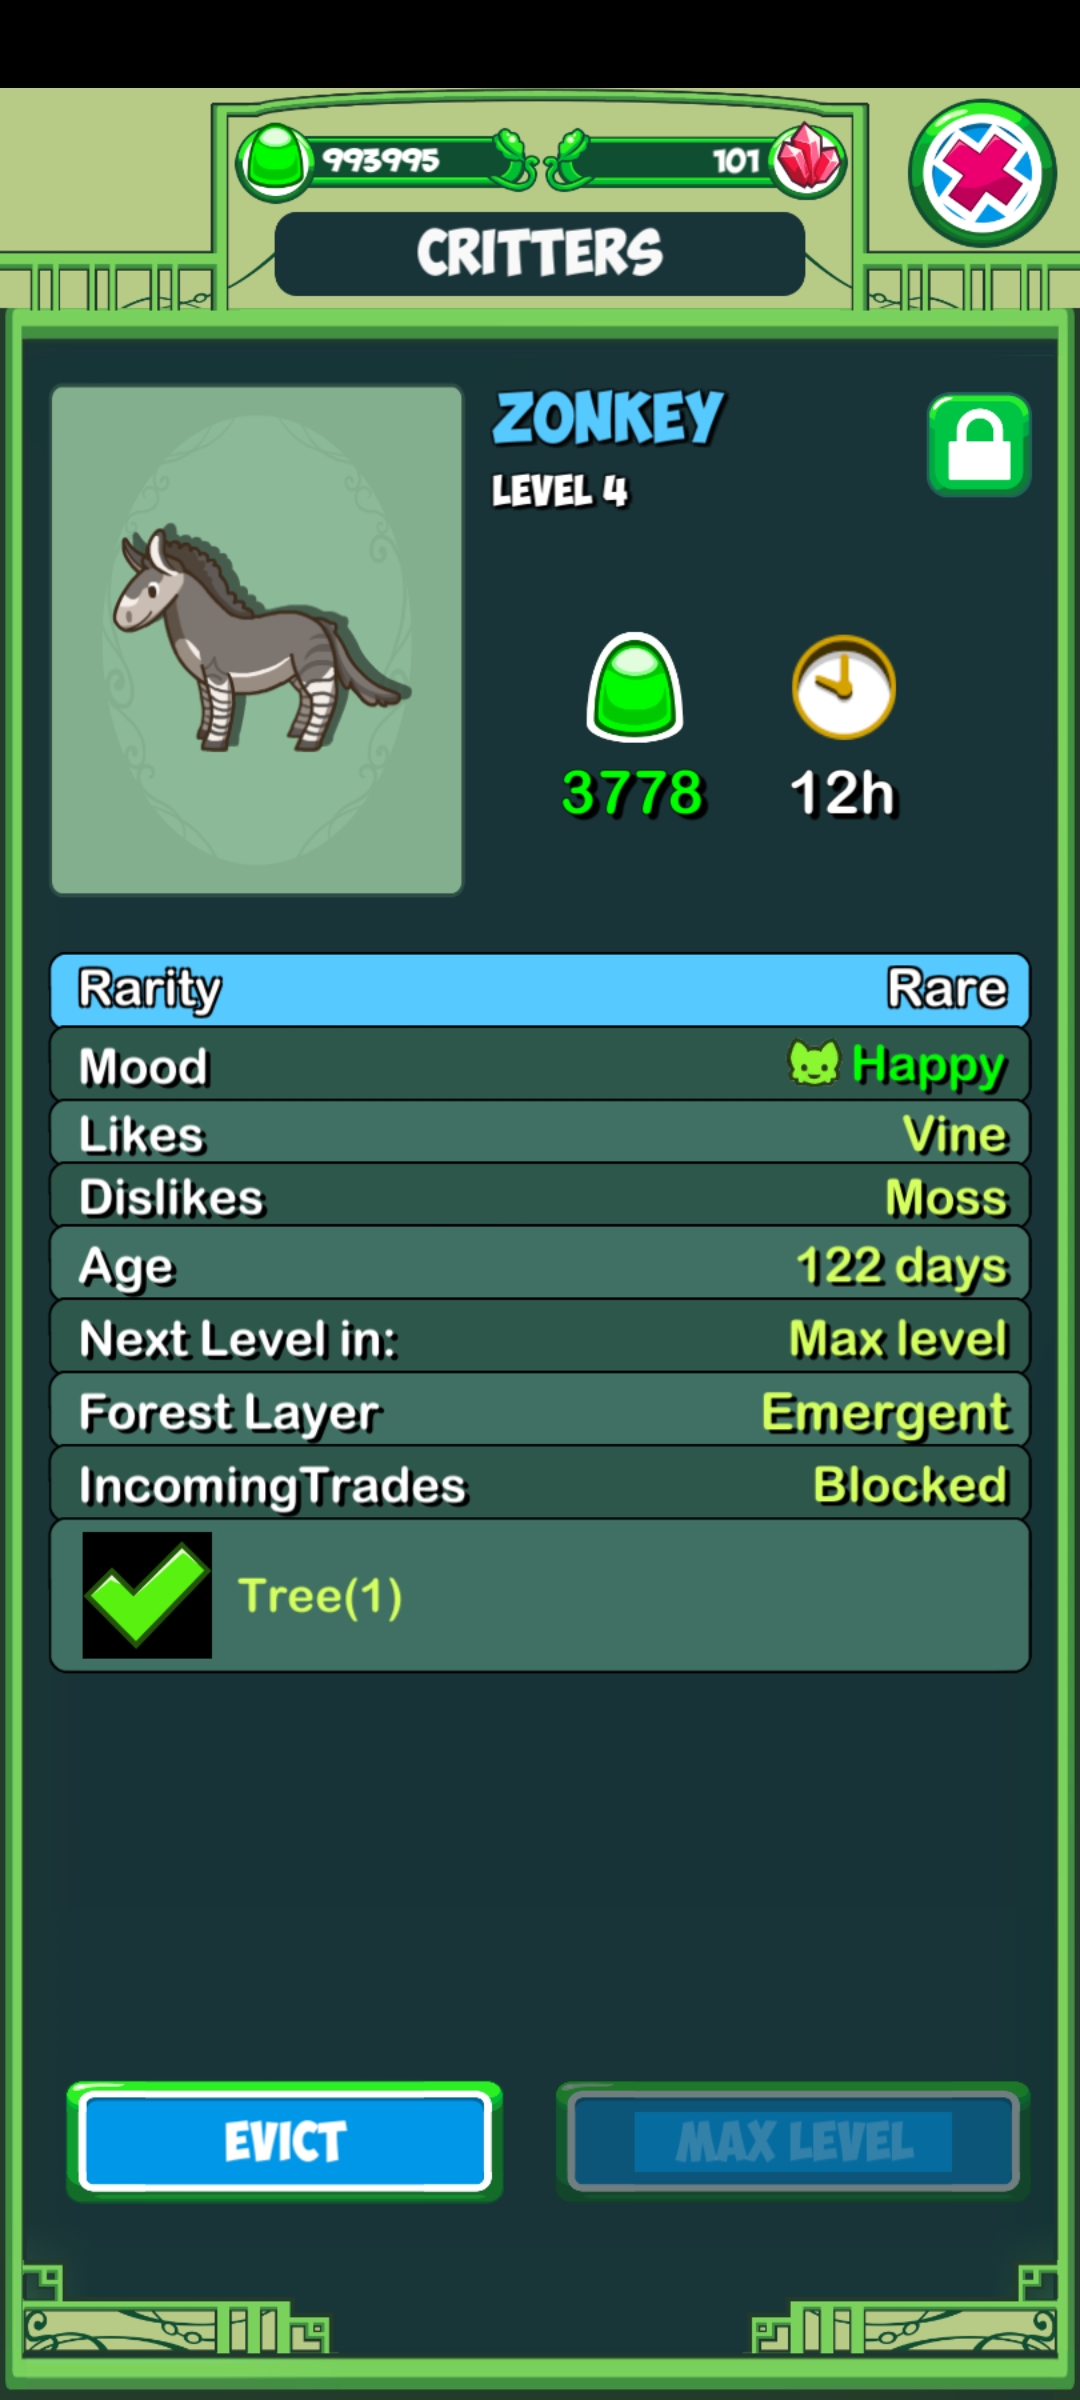 993995
101
CRITTERS
ZONKEY
LEVEL 4
3778
12h
Rarity Rare
Mood Happy
Likes Vine
Dislikes Moss
Age 122 days
Next Level in: Max level
Forest Layer Emergent
IncomingTrades Blocked
Tree(1)
EVICT
MAX LEVEL